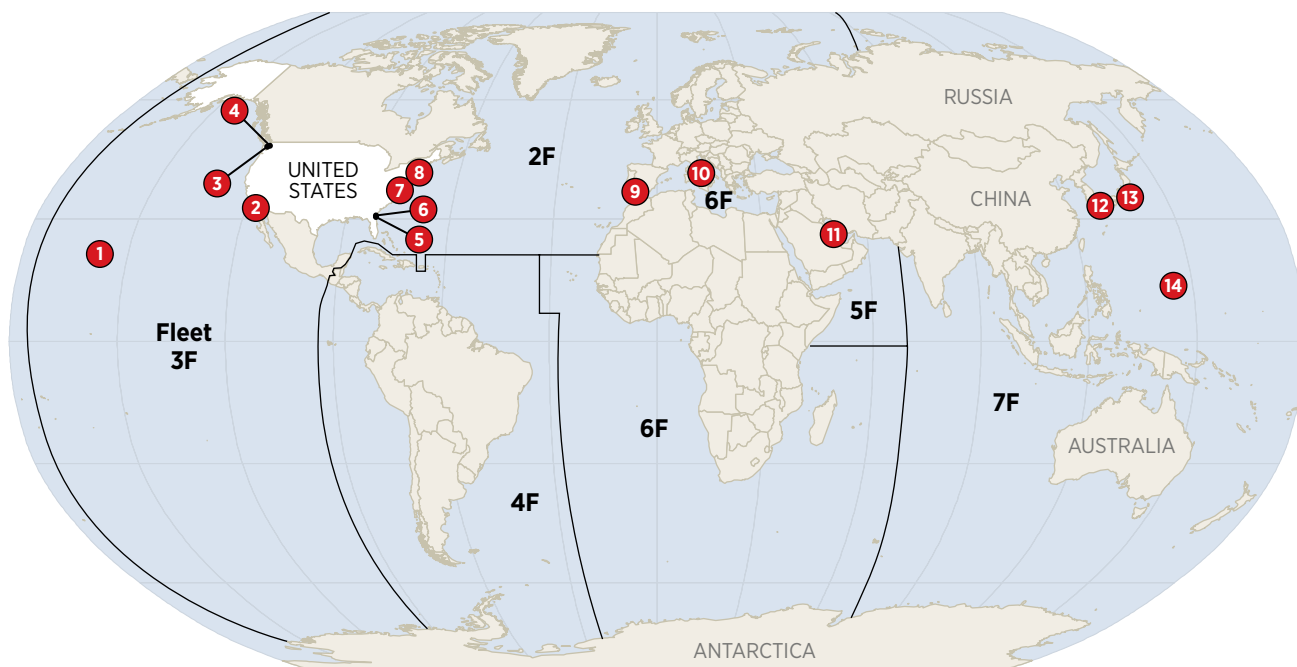 RUSSIA
4
2F
8
UNITED
STATES
10
3
7
9
6F
CHINA
13
12
2
6
11
5
1
14
5F
Fleet
3F
7F
6F
AUSTRALIA
4F
ANTARCTICA